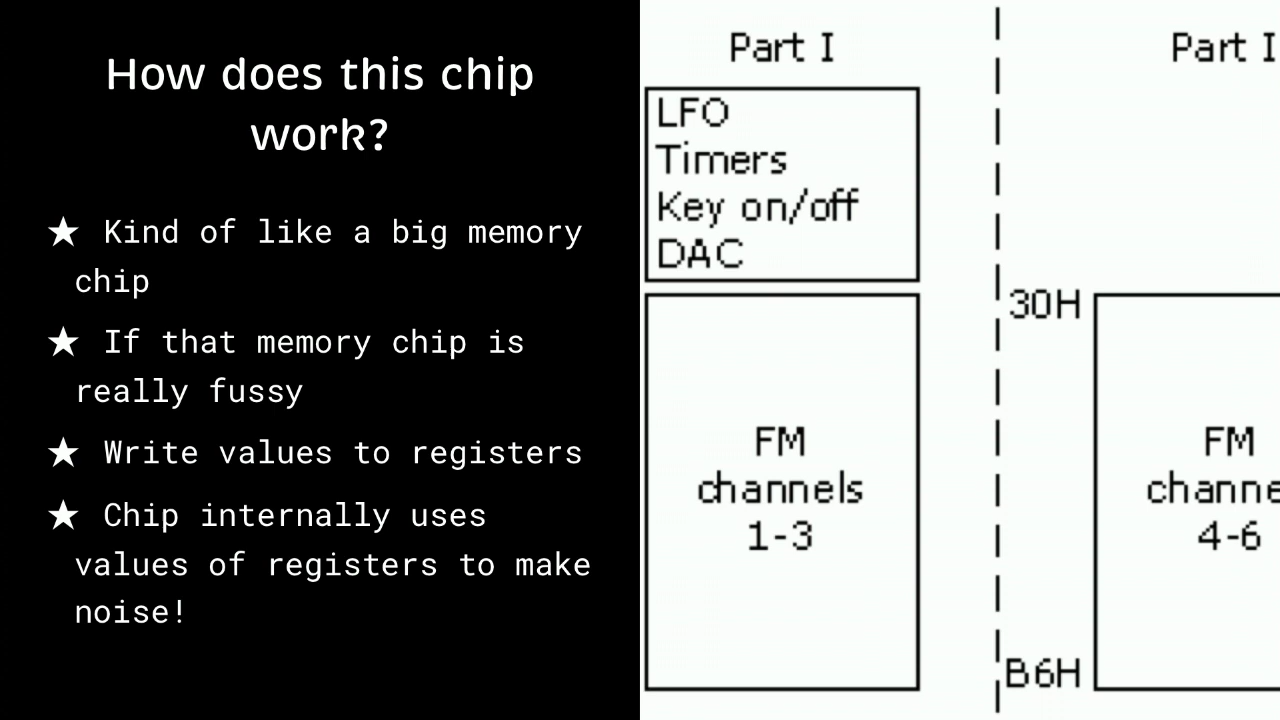 How does this chip
work?
★ Kind of like a big memory
chip
★ If that memory chip is
really fussy
★ Write values to registers
★ Chip internally uses
values of registers to make
noise!
Part I
LFO
Timers
Key on/off
DAC
FM
channels
1-3
Part I
30H
FM
channe
4-6
B6H